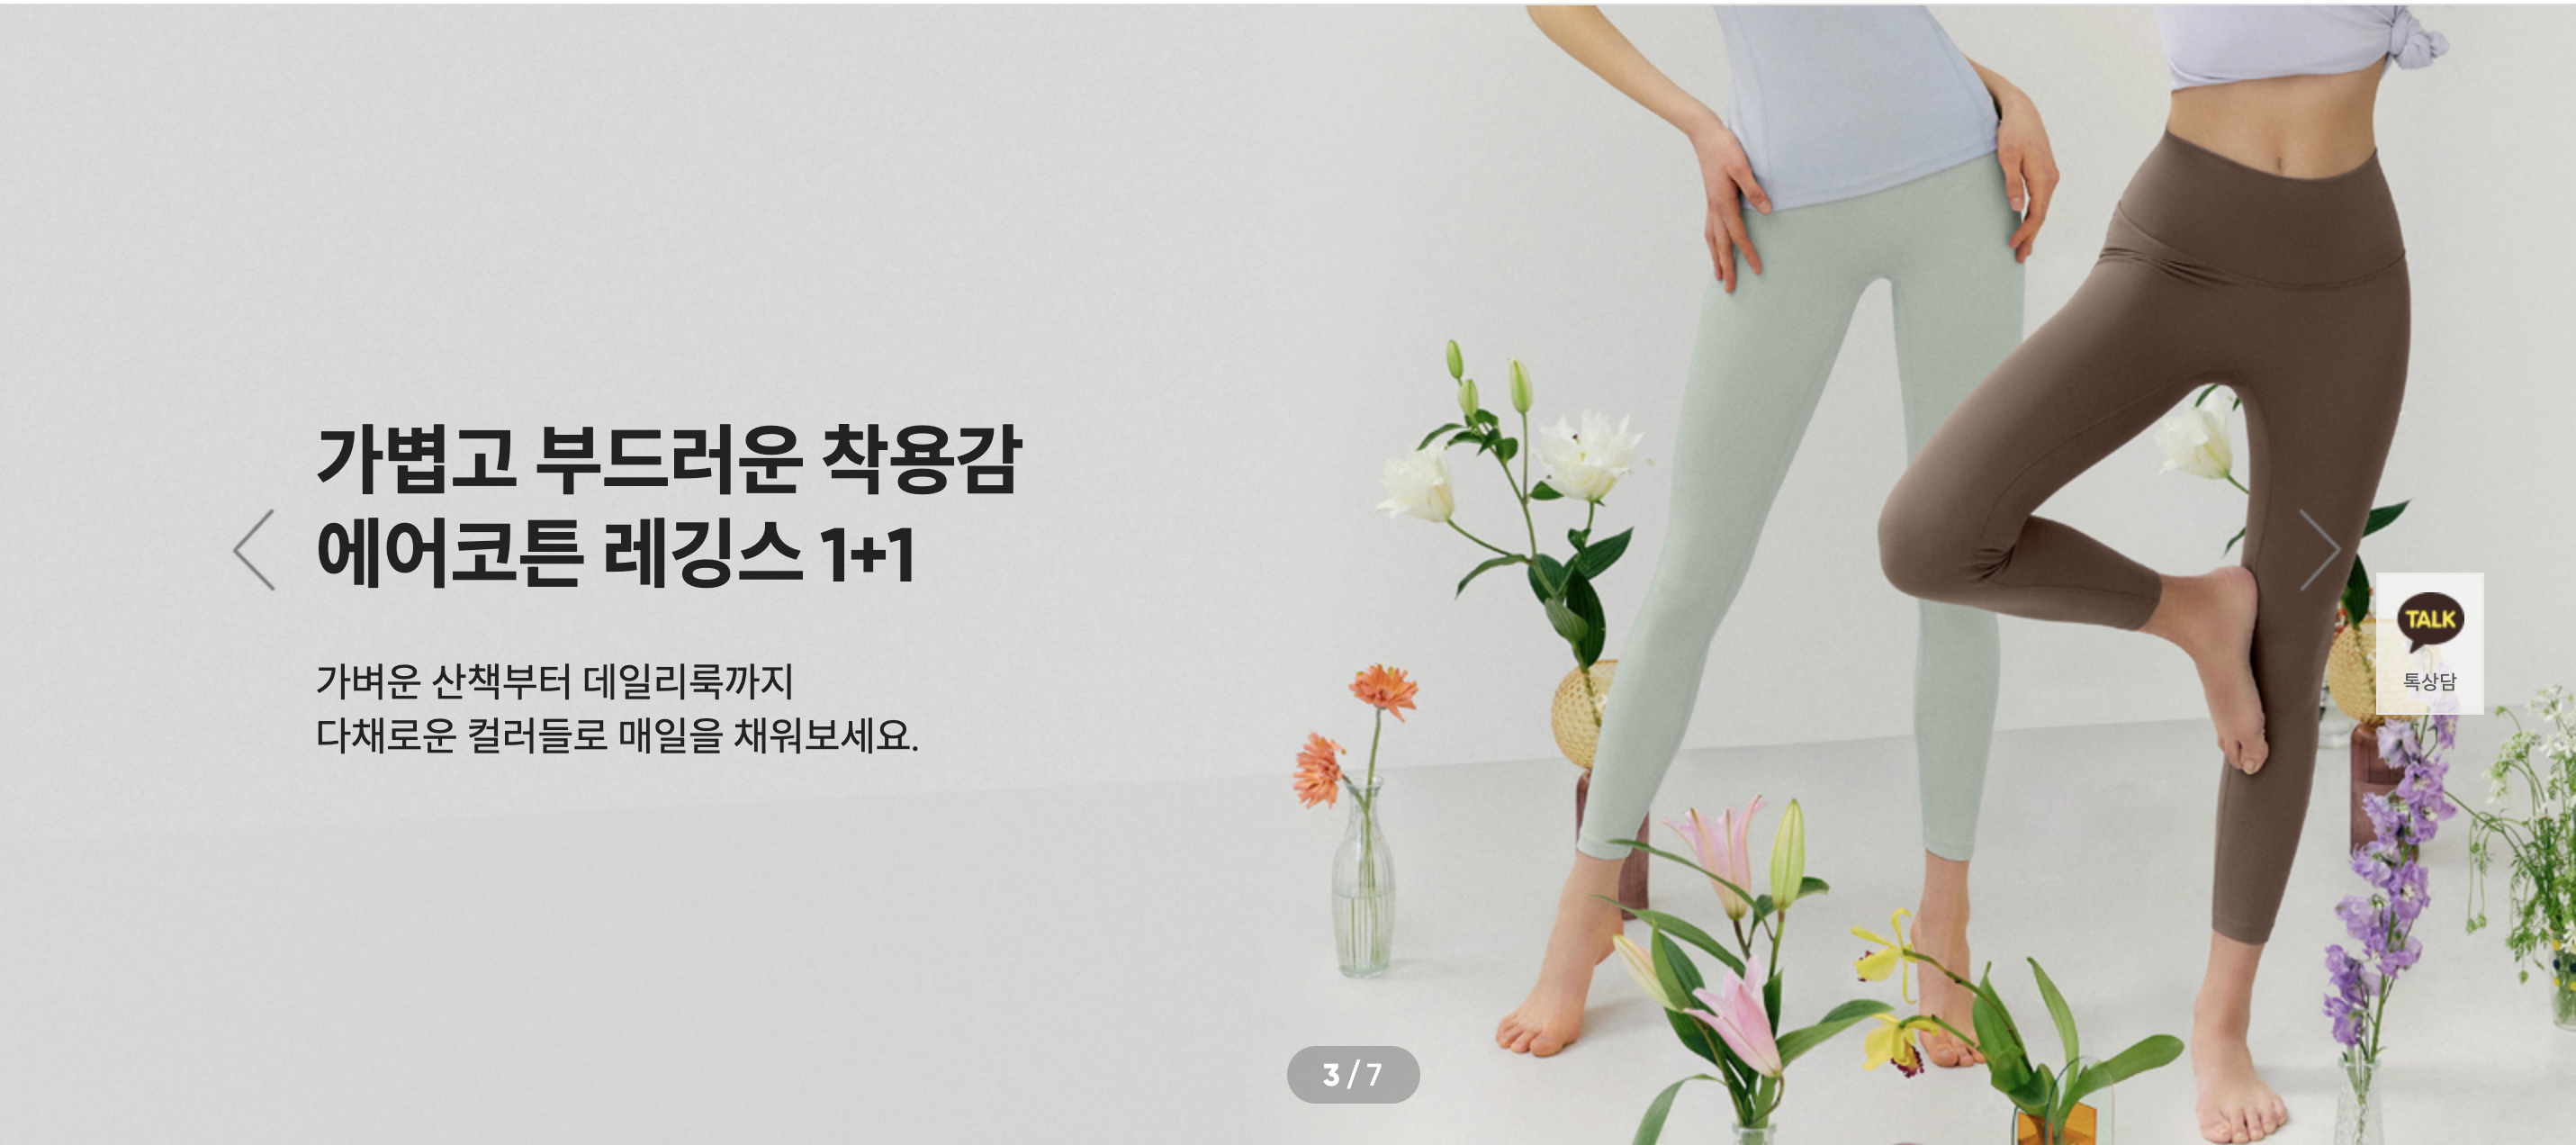 가볍고 부드러운 착용감
에어코튼 레깅스 1+1
가벼운 산책부터 데일리룩까지
다채로운 컬러들로 매일을 채워보세요.
TALK
톡상담
3 / 7